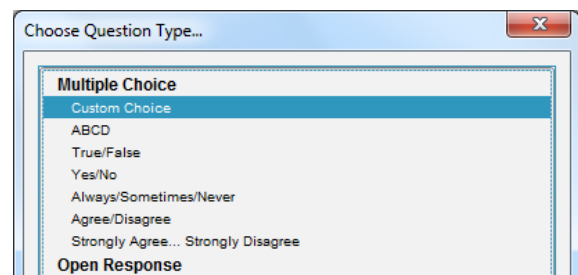 Choose Question Type...
Multiple Choice
Custom Choice
ABCD
True/False
Yes/No
Always/Sometimes/Never
Agree/Disagree
Strongly Agree... Strongly Disagree
Open Response